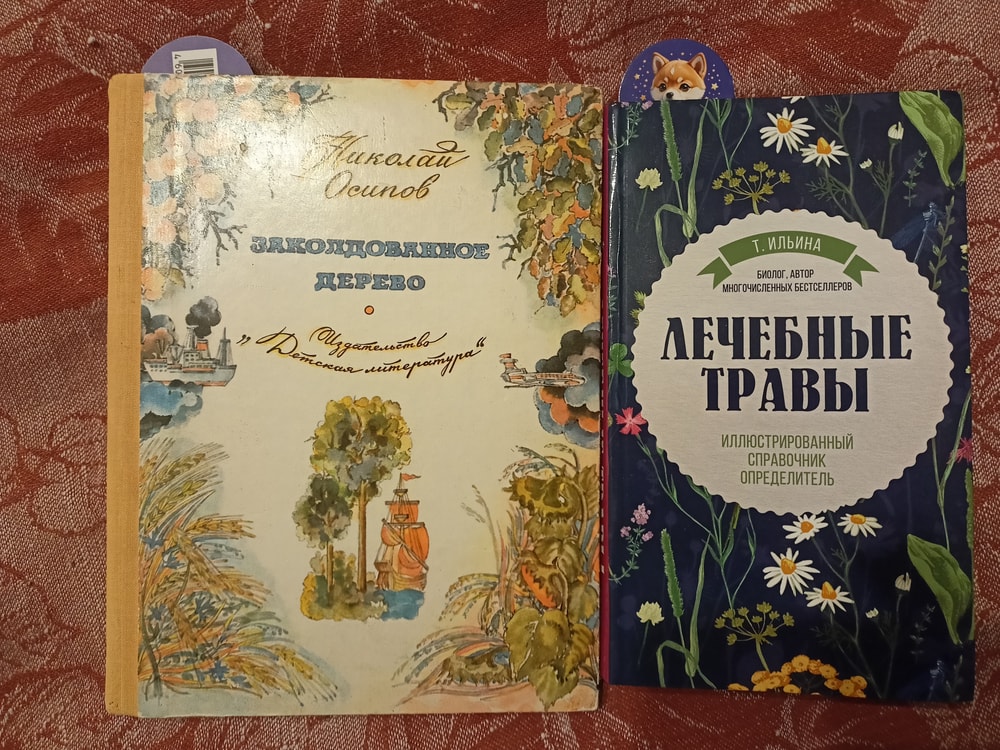 Николай
Осипов
ЗАКОЛДОВАННОЕ
ДЕРЕВО
Издательство
„Детская литература“
Т. ИЛЬИНА
БИОЛОГ, АВТОР
МНОГОЧИСЛЕННЫХ БЕСТСЕЛЛЕРОВ
ЛЕЧЕБНЫЕ
ТРАВЫ
ИЛЛЮСТРИРОВАННЫЙ
СПРАВОЧНИК
ОПРЕДЕЛИТЕЛЬ